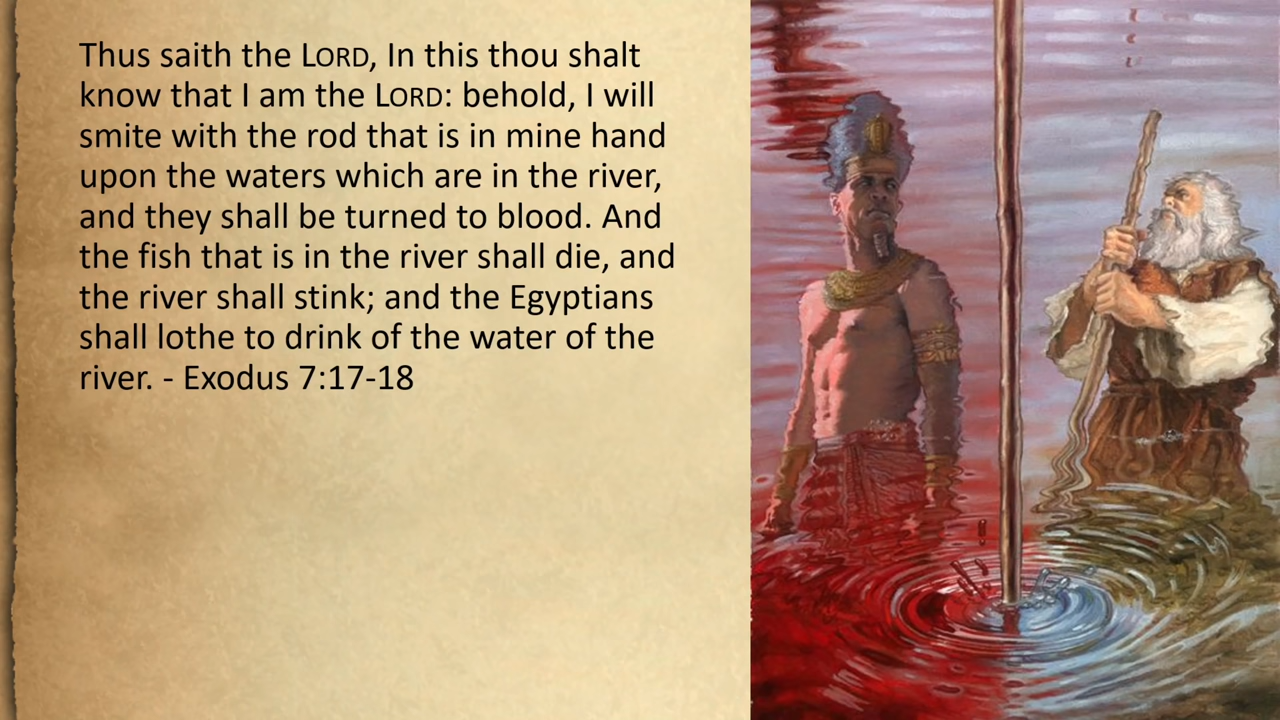 Thus saith the LORD, In this thou shalt
know that I am the LORD: behold, I will
smite with the rod that is in mine hand
upon the waters which are in the river,
and they shall be turned to blood. And
the fish that is in the river shall die, and
the river shall stink; and the Egyptians
shall lothe to drink of the water of the
river. - Exodus 7:17-18